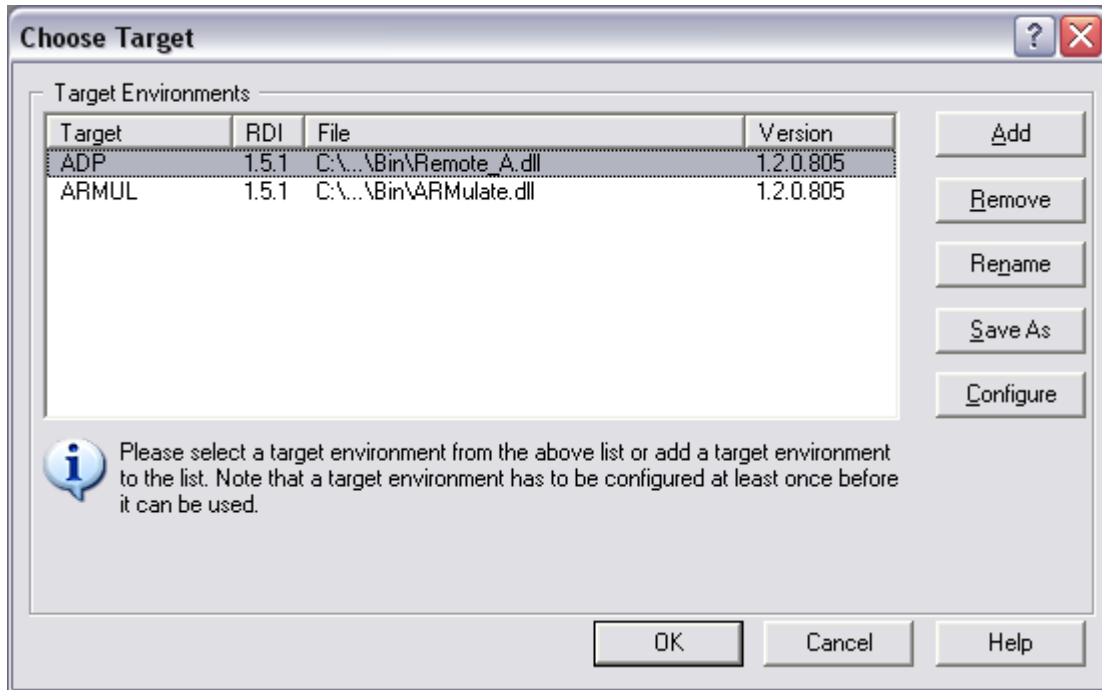 Choose Target
Target Environments
Target RDI File Version
ADP 1.5.1 C:\...\Bin\Remote_A.dll 1.2.0.805
ARMUL 1.5.1 C:\...\Bin\ARMulate.dll 1.2.0.805
Add
Remove
Rename
Save As
Configure
Please select a target environment from the above list or add a target environment
to the list. Note that a target environment has to be configured at least once before
it can be used.
OK Cancel Help